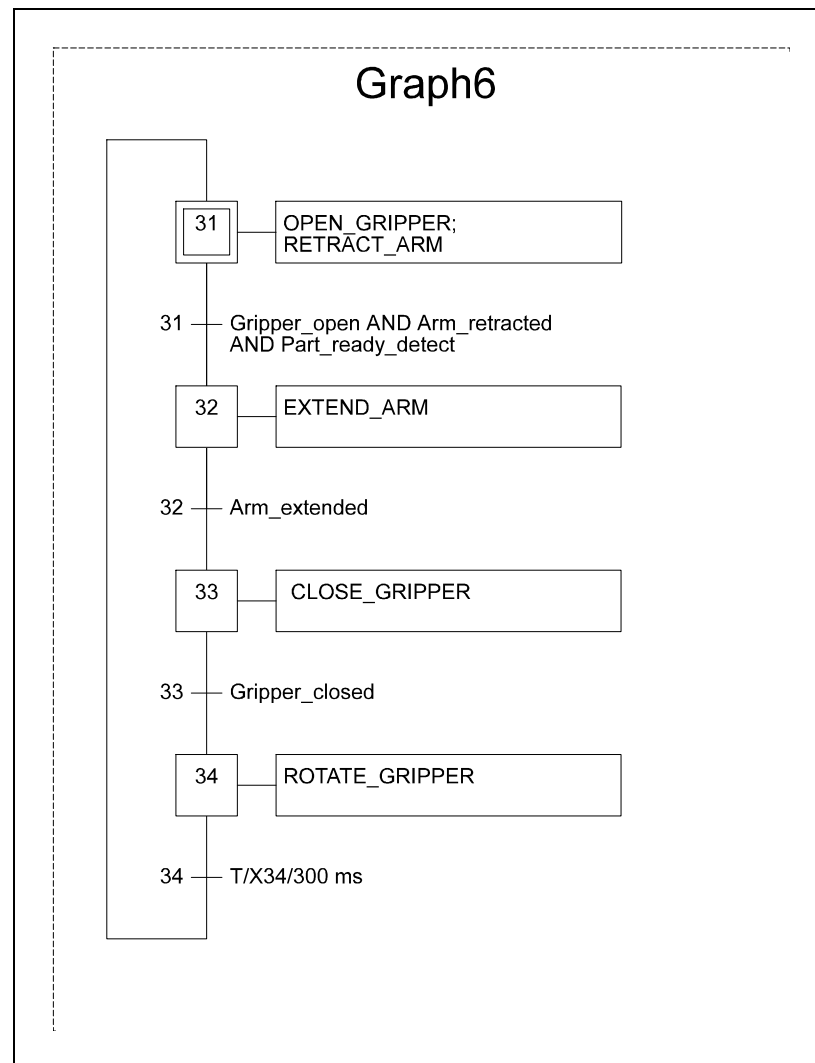 Graph6
31
OPEN_GRIPPER;
RETRACT_ARM
31
Gripper_open AND Arm_retracted
AND Part_ready_detect
32
EXTEND_ARM
32
Arm_extended
33
CLOSE_GRIPPER
33
Gripper_closed
34
ROTATE_GRIPPER
34
T/X34/300 ms